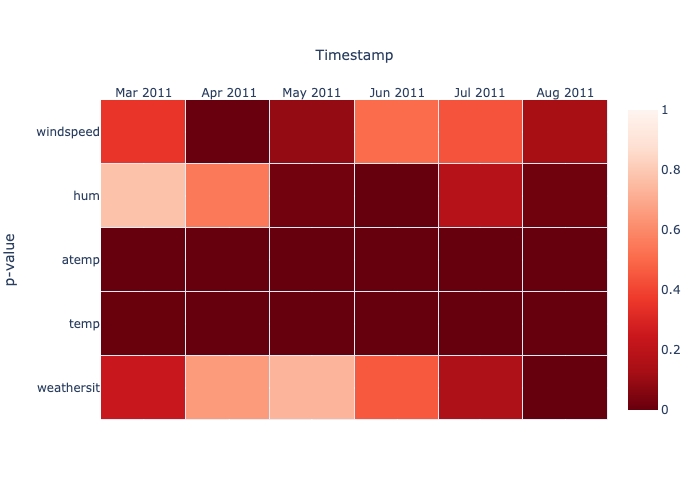 Timestamp
Mar 2011 Apr 2011 May 2011 Jun 2011 Jul 2011 Aug 2011
windspeed
hum
atemp
temp
weathersit
p-value
1
0.8
0.6
0.4
0.2
0